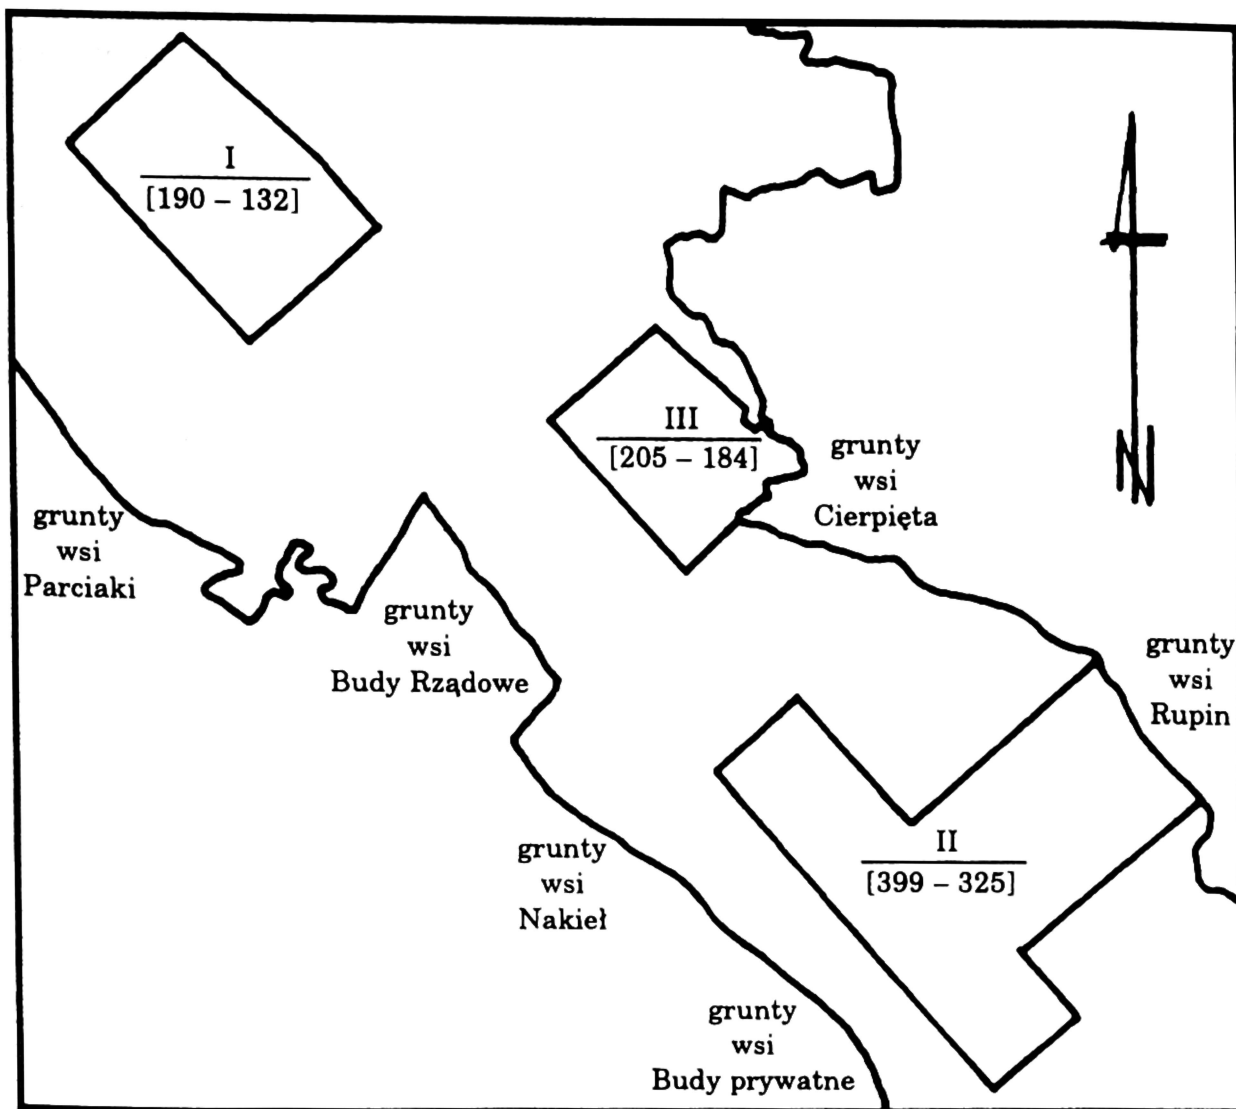 I
[190 – 132]
III
[205 – 184]
grunty
wsi
Cierpięta
grunty
wsi
Parciaki
grunty
wsi
Budy Rządowe
grunty
wsi
Rupin
II
[399 – 325]
grunty
wsi
Nakieł
grunty
wsi
Budy prywatne
N